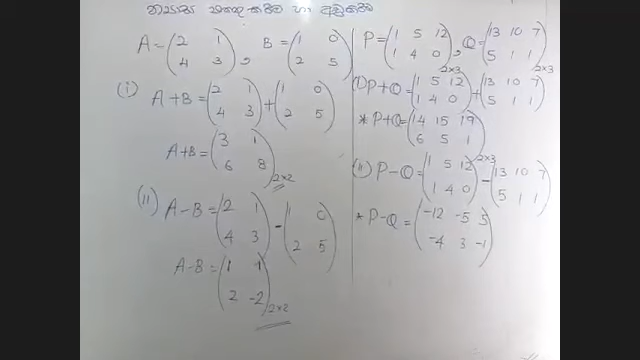 න්‍යාස එකතු කිරීම හා අඩු කිරීම
A = (2 1
4 3), B = (1 0
2 5)
(i) A+B = (2 1
4 3) + (1 0
2 5)
A+B = (3 1
6 8)2×2
(ii) A-B = (2 1
4 3) - (1 0
2 5)
A-B = (1 1
2 -2)2×2
P = (1 5 12
1 4 0)2×3, Q = (13 10 7
5 1 1)2×3
(i) P+Q = (1 5 12
1 4 0) + (13 10 7
5 1 1)
* P+Q = (14 15 19
6 5 1)2×3
(ii) P-Q = (1 5 12
1 4 0) - (13 10 7
5 1 1)
* P-Q = (-12 -5 5
-4 3 -1)